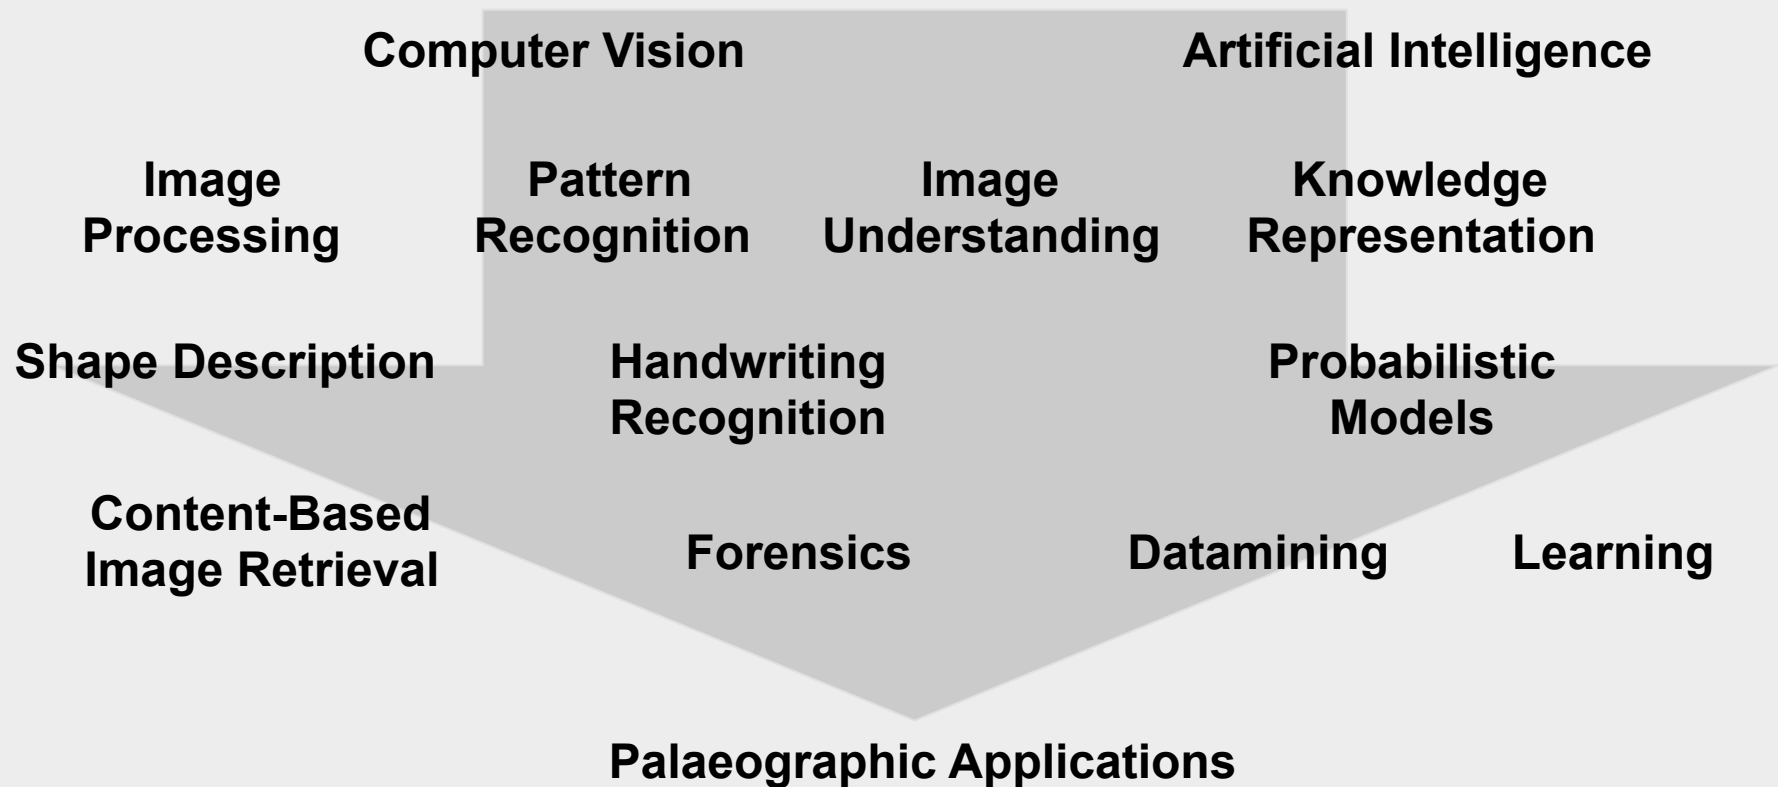 Computer Vision
Artificial Intelligence
Image
Processing
Pattern
Recognition
Image
Understanding
Knowledge
Representation
Shape Description
Handwriting
Recognition
Probabilistic
Models
Content-Based
Image Retrieval
Forensics
Datamining
Learning
Palaeographic Applications